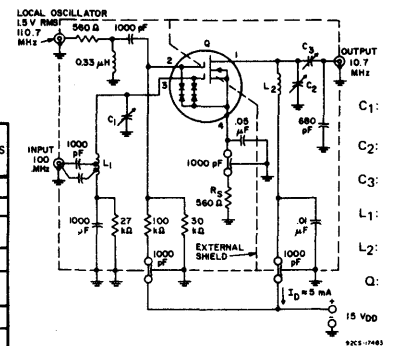 LOCAL OSCILLATOR
1.5 V RMS
110.7
MHz
560 Ω
1000 pF
0.33 µH
Q
1
2
3
4
C3
OUTPUT
10.7
MHz
L2
C2
680
pF
C1
.05
µF
1000 pF
RS
560 Ω
INPUT
100
MHz
1000
pF
L1
1000
µF
27
kΩ
100
kΩ
30
kΩ
.01
µF
EXTERNAL
SHIELD
1000
pF
1000
pF
ID≈5 mA
+
-
15 VDD
92CS-17483
C1:
C2:
C3:
L1:
L2:
Q:
S